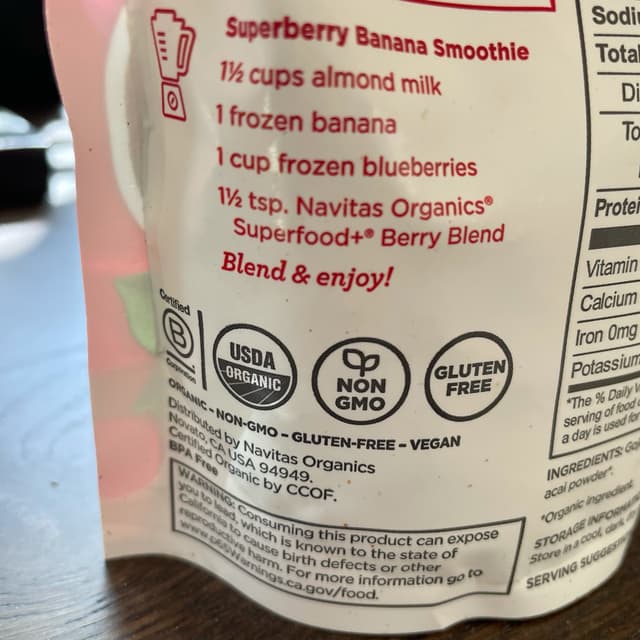 Superberry Banana Smoothie
1½ cups almond milk
1 frozen banana
1 cup frozen blueberries
1½ tsp. Navitas Organics®
Superfood+® Berry Blend
Blend & enjoy!
Certified
B
Corporation
USDA
ORGANIC
NON
GMO
GLUTEN
FREE
ORGANIC – NON-GMO – GLUTEN-FREE – VEGAN
Distributed by Navitas Organics
Novato, CA USA 94949.
Certified Organic by CCOF.
BPA Free
WARNING: Consuming this product can expose
you to lead, which is known to the state of
California to cause birth defects or other
reproductive harm. For more information go to
www.p65Warnings.ca.gov/food.
Total
Di
To
Protei
Vitamin
Calcium
Iron 0mg
Potassium
*The % Daily
serving of food
a day is used for
INGREDIENTS:
acai powder*.
*Organic ingredient.
STORAGE
Store in a cool, dark,
SERVING